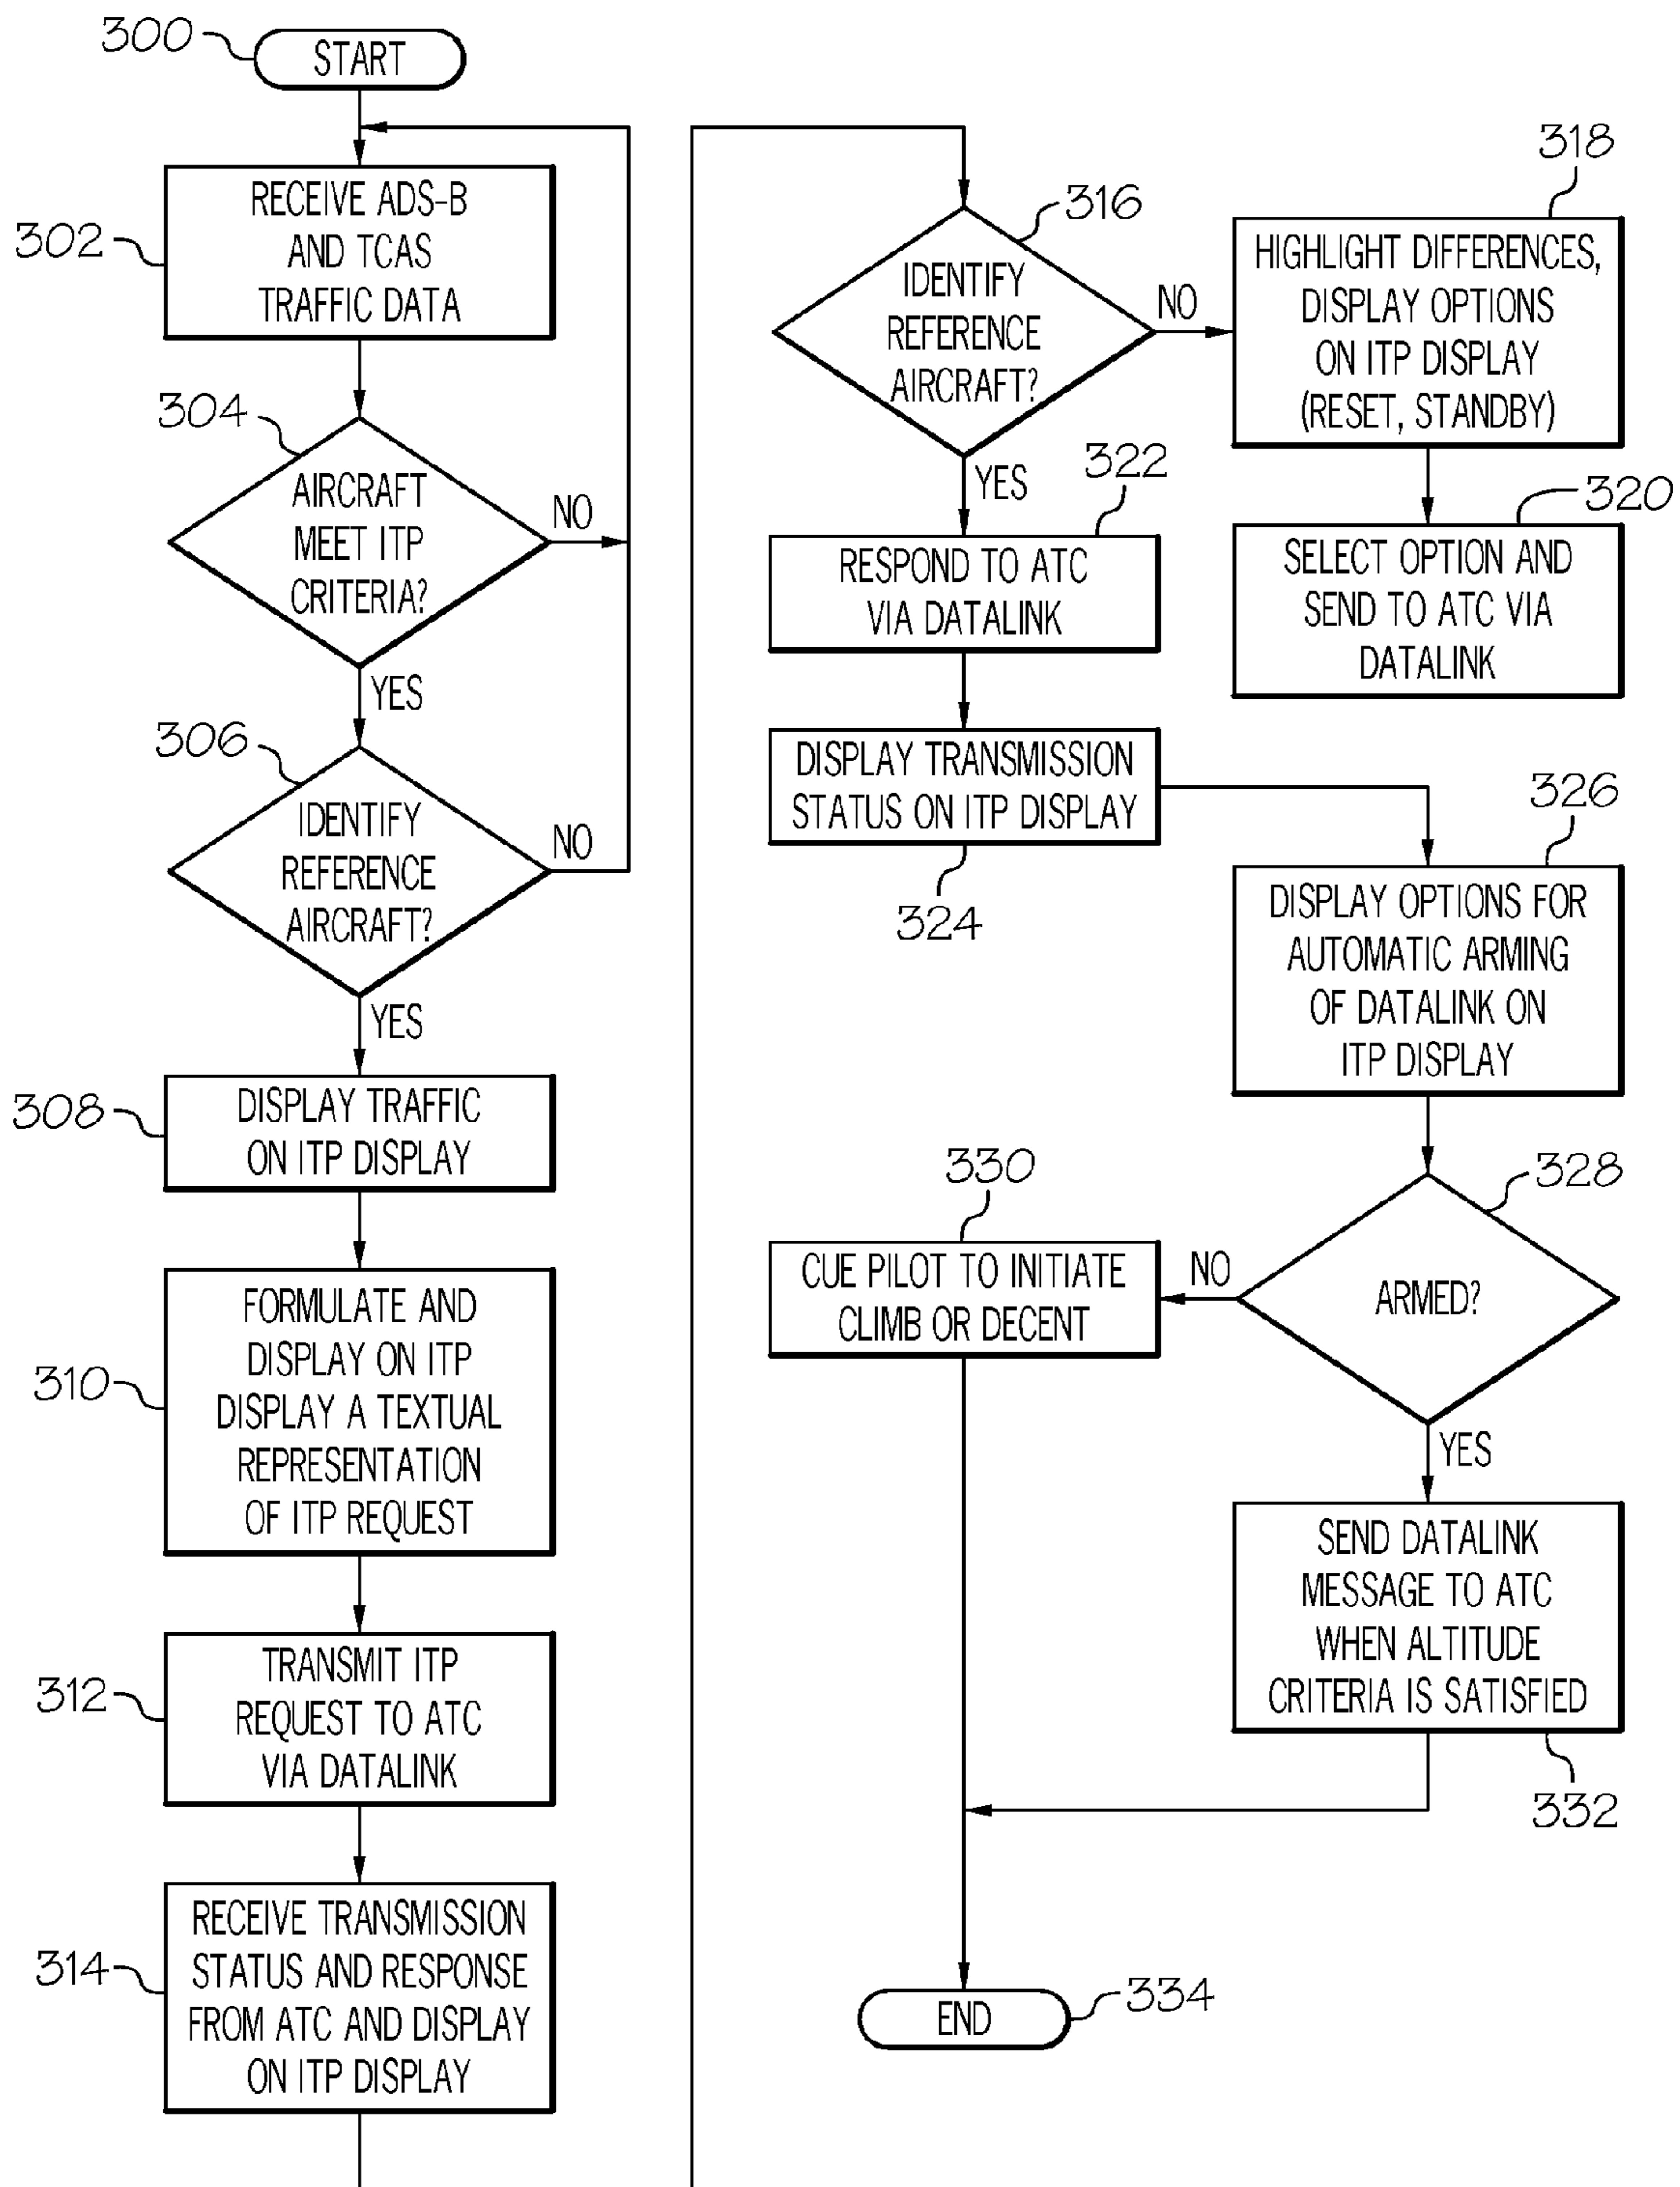 300
START
302
RECEIVE ADS-B
AND TCAS
TRAFFIC DATA
304
AIRCRAFT
MEET ITP
CRITERIA?
NO
YES
306
IDENTIFY
REFERENCE
AIRCRAFT?
NO
YES
308
DISPLAY TRAFFIC
ON ITP DISPLAY
310
FORMULATE AND
DISPLAY ON ITP
DISPLAY A TEXTUAL
REPRESENTATION
OF ITP REQUEST
312
TRANSMIT ITP
REQUEST TO ATC
VIA DATALINK
314
RECEIVE TRANSMISSION
STATUS AND RESPONSE
FROM ATC AND DISPLAY
ON ITP DISPLAY
316
IDENTIFY
REFERENCE
AIRCRAFT?
NO
YES
318
HIGHLIGHT DIFFERENCES,
DISPLAY OPTIONS
ON ITP DISPLAY
(RESET, STANDBY)
320
SELECT OPTION AND
SEND TO ATC VIA
DATALINK
322
RESPOND TO ATC
VIA DATALINK
DISPLAY TRANSMISSION
STATUS ON ITP DISPLAY
324
326
DISPLAY OPTIONS FOR
AUTOMATIC ARMING
OF DATALINK ON
ITP DISPLAY
328
ARMED?
NO
YES
330
CUE PILOT TO INITIATE
CLIMB OR DECENT
SEND DATALINK
MESSAGE TO ATC
WHEN ALTITUDE
CRITERIA IS SATISFIED
332
END
334